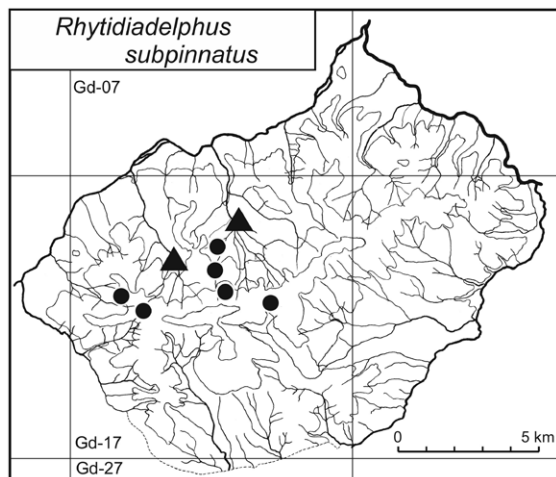 Rhytidiadelphus
subpinnatus
Gd-07
Gd-17
Gd-27
0 5 km